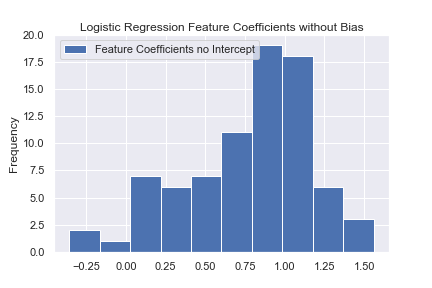 Logistic Regression Feature Coefficients without Bias
Feature Coefficients no Intercept
Frequency
20.0
17.5
15.0
12.5
10.0
7.5
5.0
2.5
0.0
−0.25 0.00 0.25 0.50 0.75 1.00 1.25 1.50